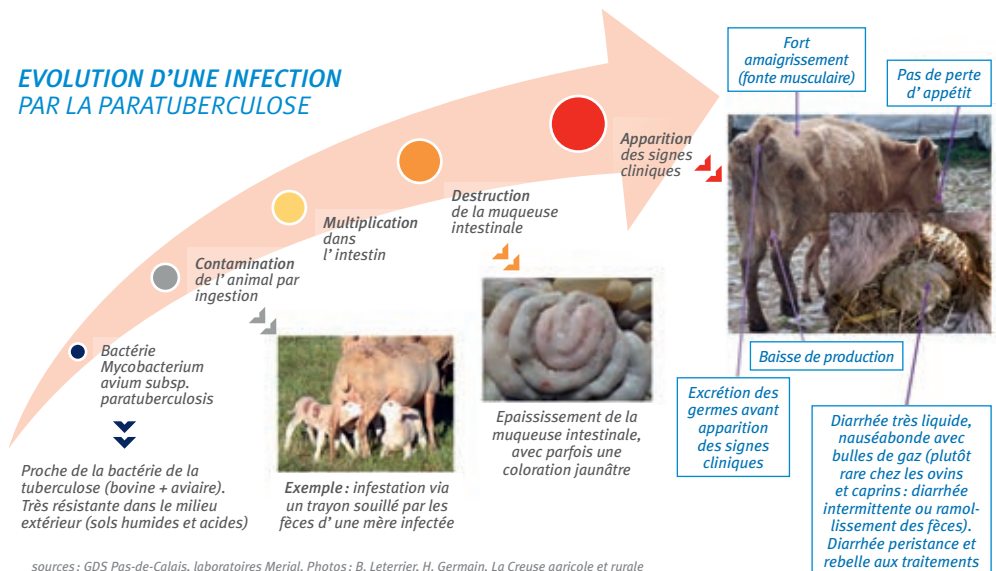 EVOLUTION D'UNE INFECTION
PAR LA PARATUBERCULOSE
Bactérie
Mycobacterium
avium subsp.
paratuberculosis
Proche de la bactérie de la
tuberculose (bovine + aviaire).
Très résistante dans le milieu
extérieur (sols humides et acides)
Contamination
de l'animal par
ingestion
Exemple : infestation via
un trayon souillé par les
fèces d'une mère infectée
Multiplication
dans
l'intestin
Destruction
de la muqueuse
intestinale
Epaississement de la
muqueuse intestinale,
avec parfois une
coloration jaunâtre
Apparition
des signes
cliniques
Fort
amaigrissement
(fonte musculaire)
Pas de perte
d'appétit
Baisse de production
Excrétion des
germes avant
apparition
des signes
cliniques
Diarrhée très liquide,
nauséabonde avec
bulles de gaz (plutôt
rare chez les ovins
et caprins : diarrhée
intermittente ou ramol-
lissement des fèces).
Diarrhée peristance et
rebelle aux traitements
sources : GDS Pas-de-Calais, laboratoires Merial. Photos : B. Leterrier, H. Germain, La Creuse agricole et rurale